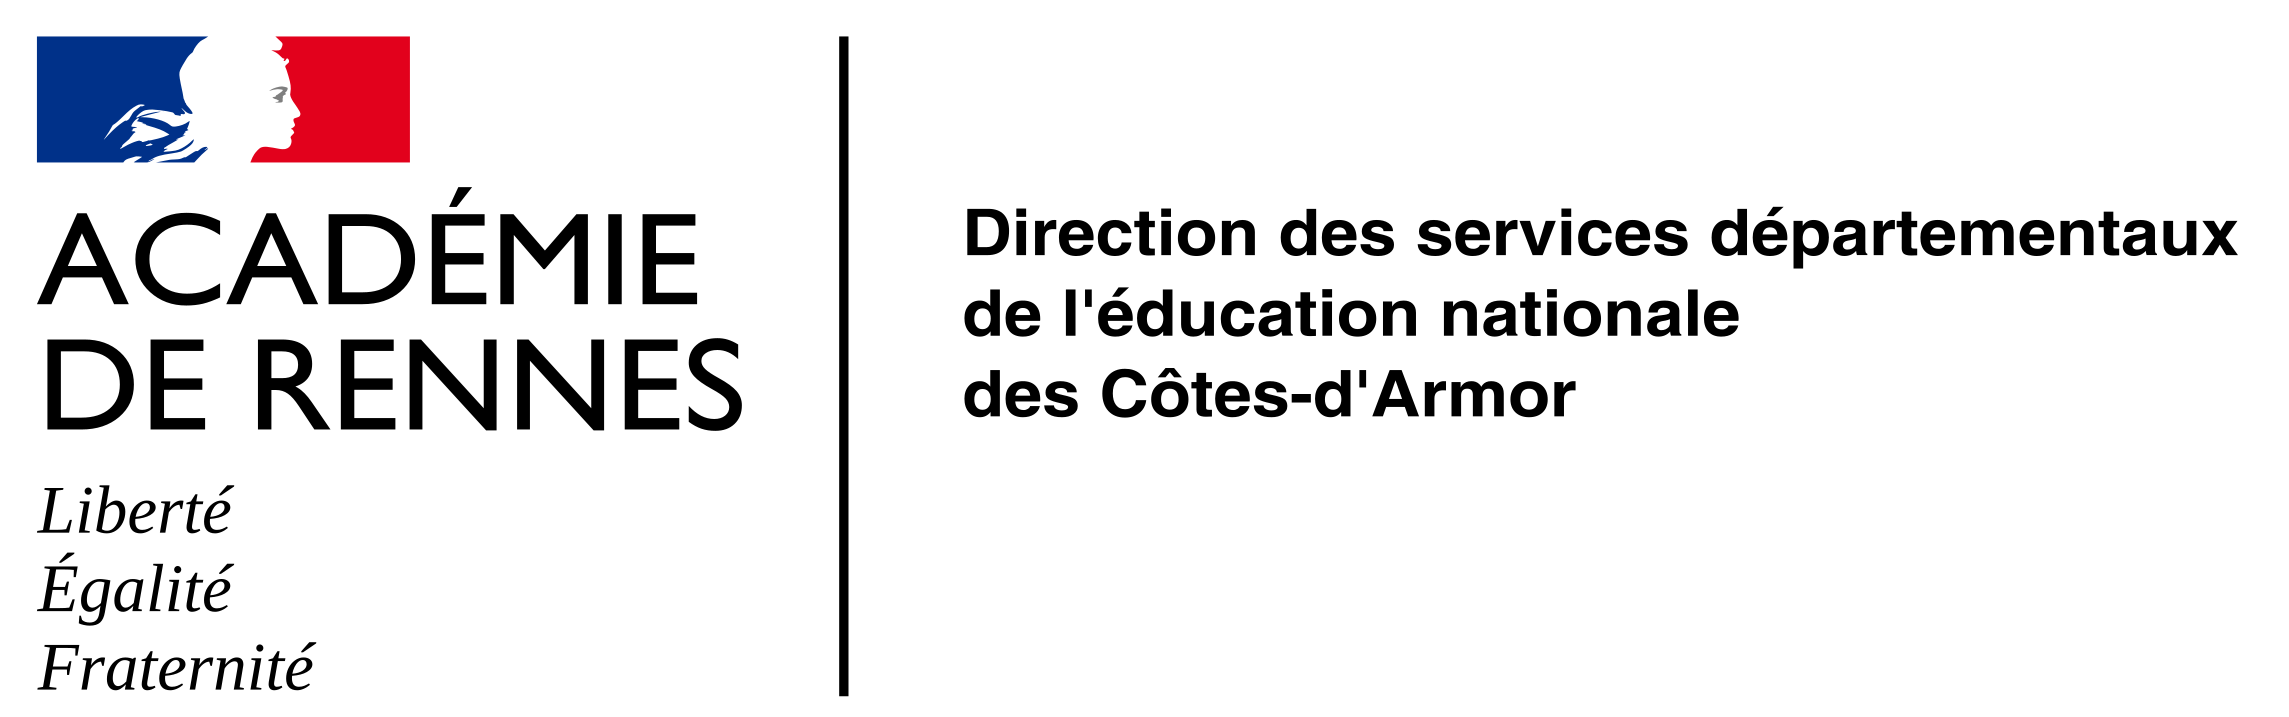 ACADÉMIE
DE RENNES
Liberté
Égalité
Fraternité
Direction des services départementaux
de l'éducation nationale
des Côtes-d'Armor